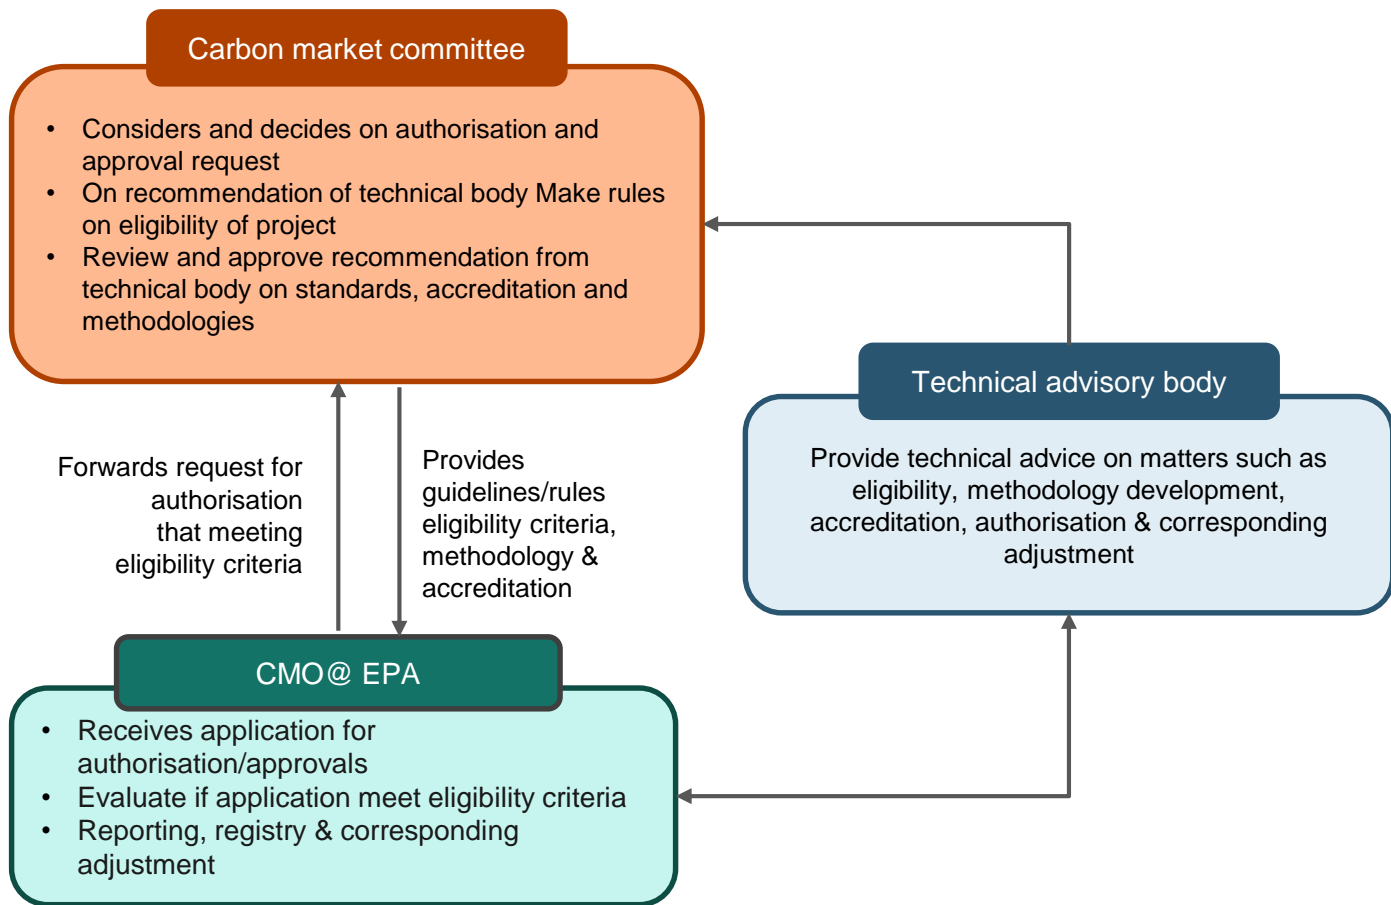 Carbon market committee
• Considers and decides on authorisation and
approval request
• On recommendation of technical body Make rules
on eligibility of project
• Review and approve recommendation from
technical body on standards, accreditation and
methodologies
Forwards request for
authorisation
that meeting
eligibility criteria
Provides
guidelines/rules
eligibility criteria,
methodology &
accreditation
Technical advisory body
Provide technical advice on matters such as
eligibility, methodology development,
accreditation, authorisation & corresponding
adjustment
CMO@ EPA
• Receives application for
authorisation/approvals
• Evaluate if application meet eligibility criteria
• Reporting, registry & corresponding
adjustment